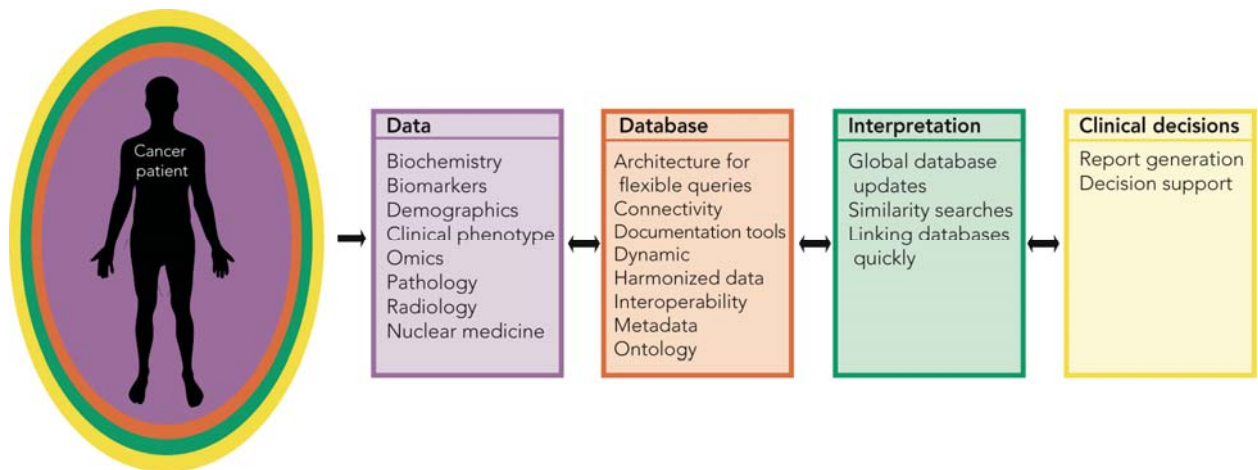 Cancer
patient
Data
Biochemistry
Biomarkers
Demographics
Clinical phenotype
Omics
Pathology
Radiology
Nuclear medicine
Database
Architecture for
flexible queries
Connectivity
Documentation tools
Dynamic
Harmonized data
Interoperability
Metadata
Ontology
Interpretation
Global database
updates
Similarity searches
Linking databases
quickly
Clinical decisions
Report generation
Decision support